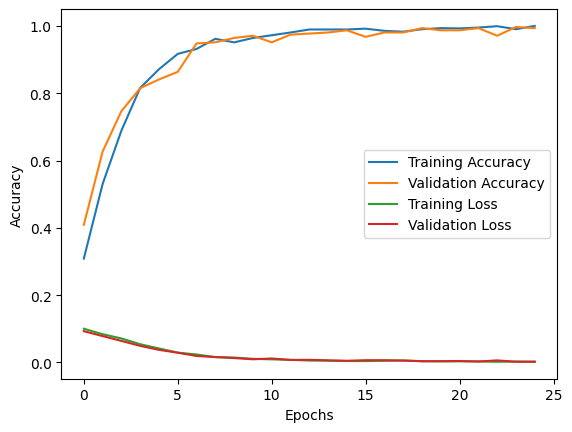 1.0
0.8
0.6
0.4
0.2
0.0
Accuracy
Training Accuracy
Validation Accuracy
Training Loss
Validation Loss
0 5 10 15 20 25
Epochs